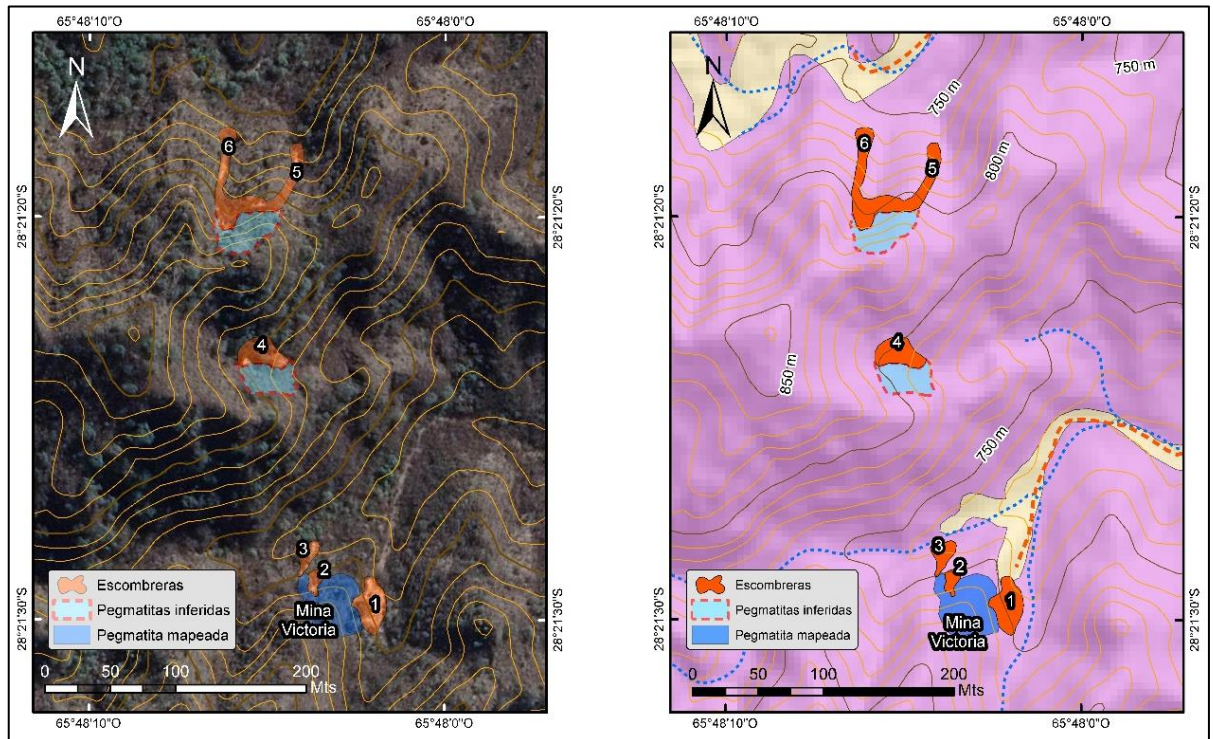 65°48'10"O
65°48'0"O
N
6
5
28°21'20"S
28°21'20"S
4
3
2
1
Mina
Victoria
28°21'30"S
28°21'30"S
Escombreras
Pegmatitas inferidas
Pegmatita mapeada
0
50
100
200
Mts
65°48'10"O
65°48'0"O
65°48'10"O
65°48'0"O
N
750 m
750 m
6
5
800 m
28°21'20"S
28°21'20"S
4
850 m
750 m
3
2
1
Mina
Victoria
28°21'30"S
28°21'30"S
Escombreras
Pegmatitas inferidas
Pegmatita mapeada
0
50
100
200
Mts
65°48'10"O
65°48'0"O